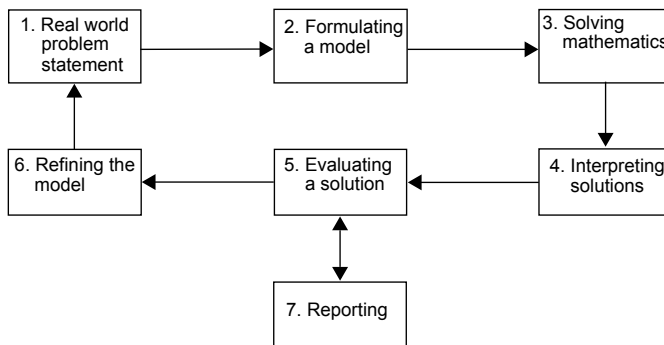 1. Real world
problem
statement
2. Formulating
a model
3. Solving
mathematics
6. Refining the
model
5. Evaluating
a solution
4. Interpreting
solutions
7. Reporting